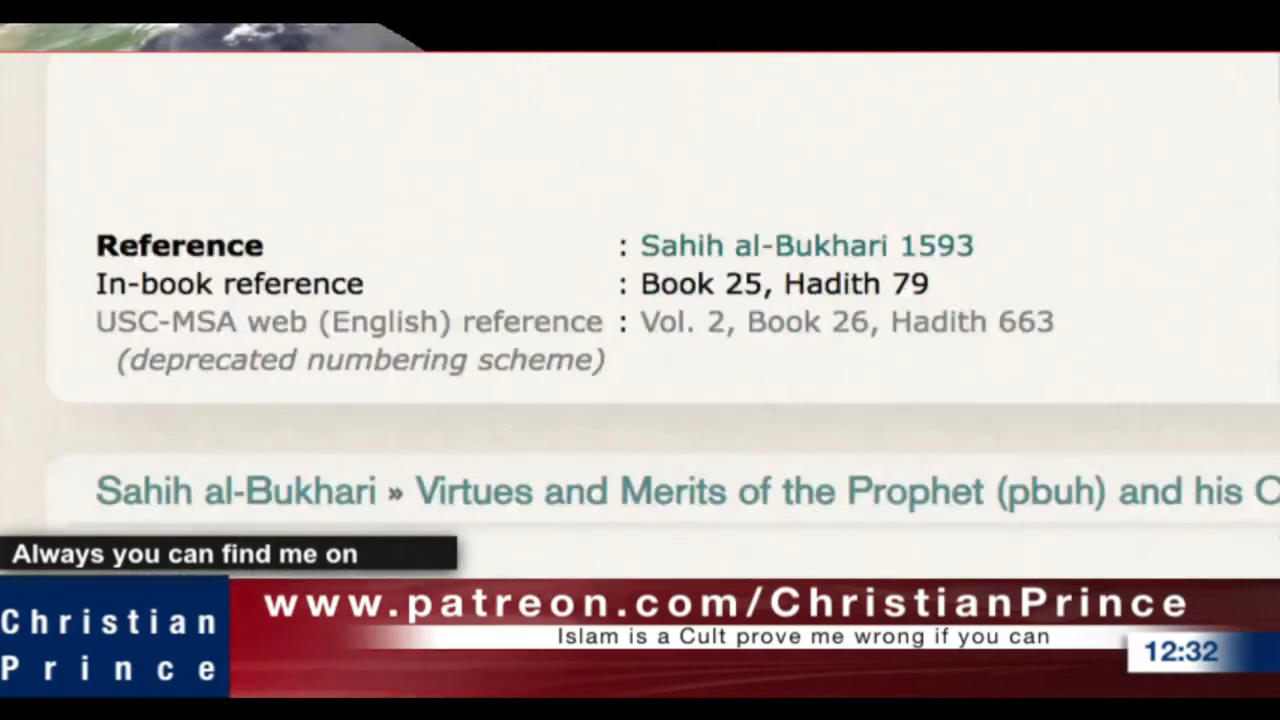 Reference : Sahih al-Bukhari 1593
In-book reference : Book 25, Hadith 79
USC-MSA web (English) reference : Vol. 2, Book 26, Hadith 663
(deprecated numbering scheme)
Sahih al-Bukhari » Virtues and Merits of the Prophet (pbuh) and his
Always you can find me on
Christian
Prince
www.patreon.com/ChristianPrince
Islam is a Cult prove me wrong if you can
12:32